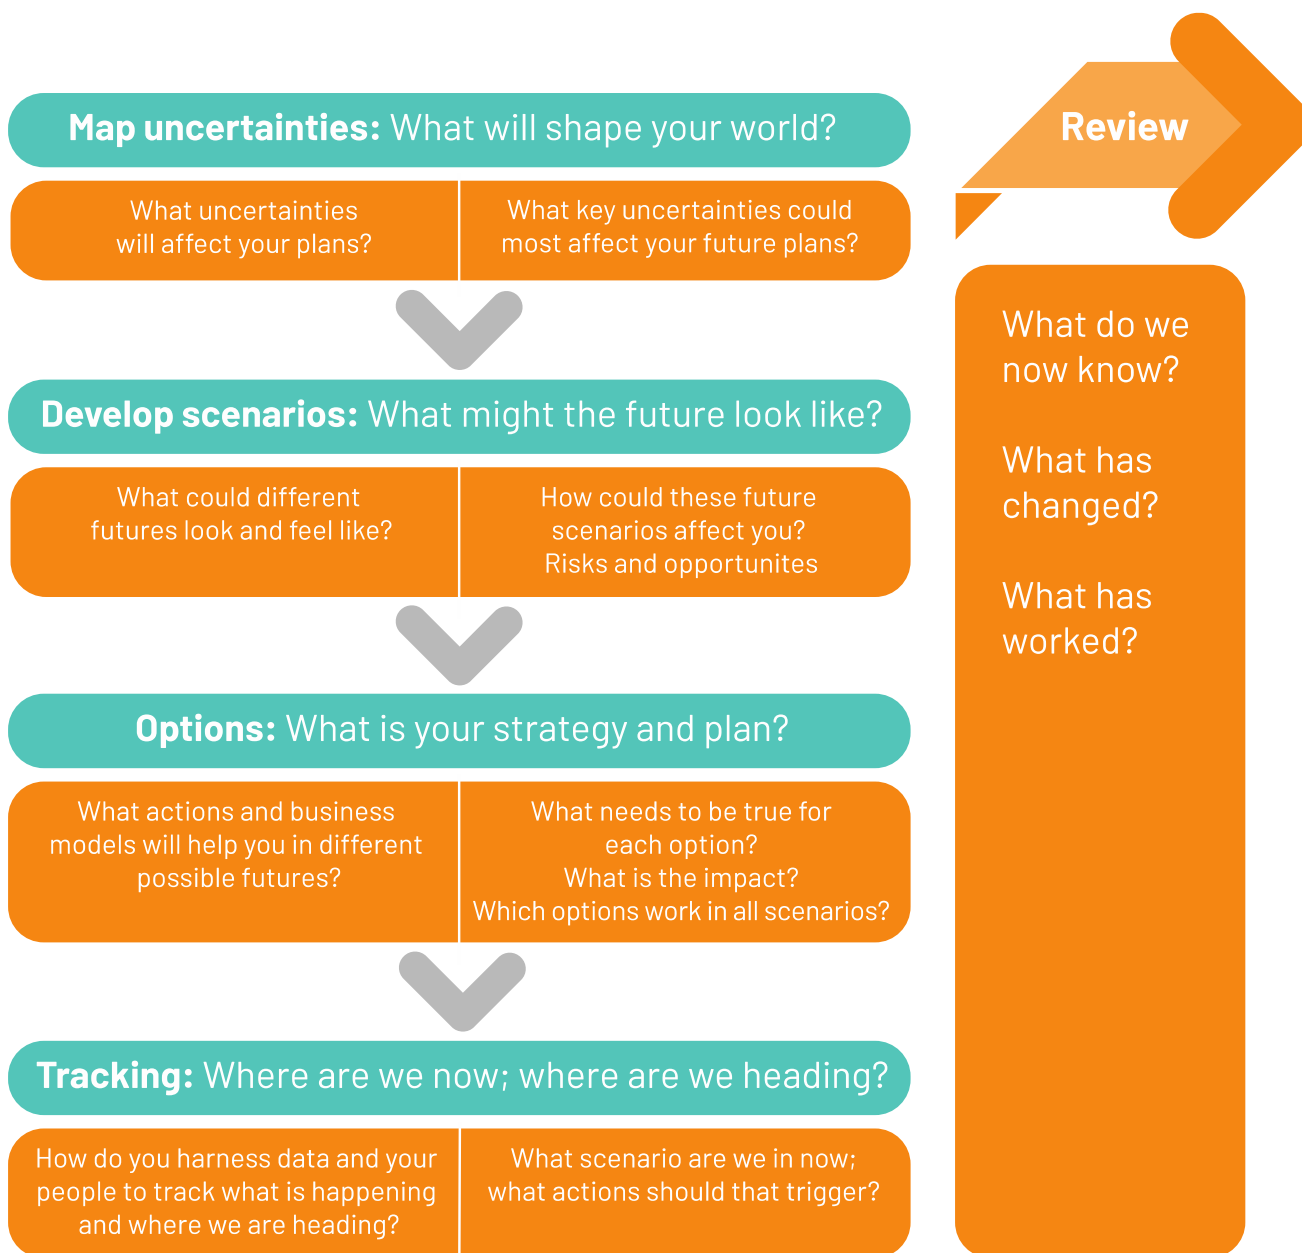 Map uncertainties: What will shape your world?
What uncertainties
will affect your plans?
What key uncertainties could
most affect your future plans?
Develop scenarios: What might the future look like?
What could different
futures look and feel like?
How could these future
scenarios affect you?
Risks and opportunites
Options: What is your strategy and plan?
What actions and business
models will help you in different
possible futures?
What needs to be true for
each option?
What is the impact?
Which options work in all scenarios?
Tracking: Where are we now; where are we heading?
How do you harness data and your
people to track what is happening
and where we are heading?
What scenario are we in now;
what actions should that trigger?
Review
What do we
now know?
What has
changed?
What has
worked?